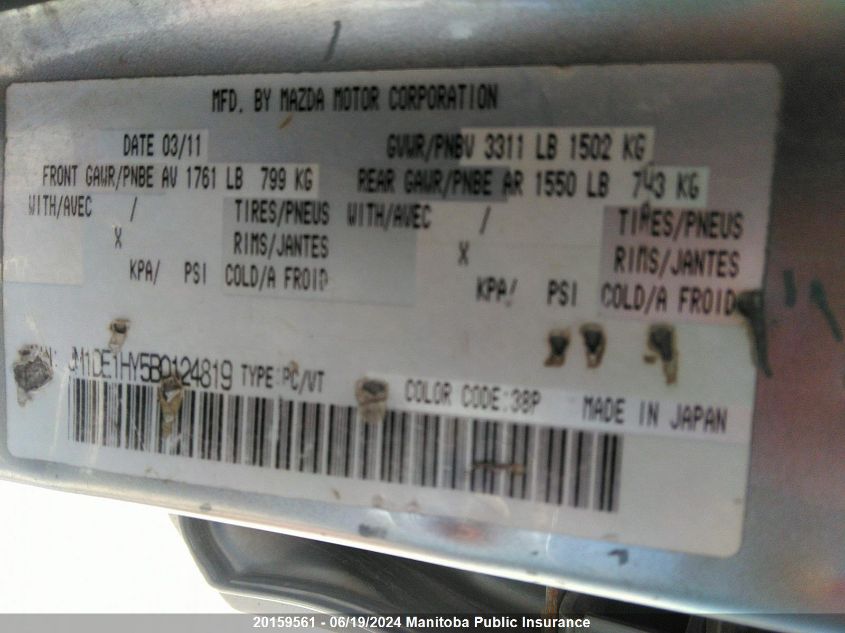 MFD. BY MAZDA MOTOR CORPORATION
DATE 03/11 GVWR/PNBV 3311 LB 1502 KG
FRONT GAWR/PNBE AV 1761 LB 799 KG REAR GAWR/PNBE AR 1550 LB 743 KG
WITH/AVEC / TIRES/PNEUS WITH/AVEC / TIRES/PNEUS
X RIMS/JANTES X RIMS/JANTES
KPA/ PSI COLD/A FROID KPA/ PSI COLD/A FROID
JM1DE1HY5B0124819 TYPE:PC/VT COLOR CODE:38P MADE IN JAPAN
20159561 - 06/19/2024 Manitoba Public Insurance